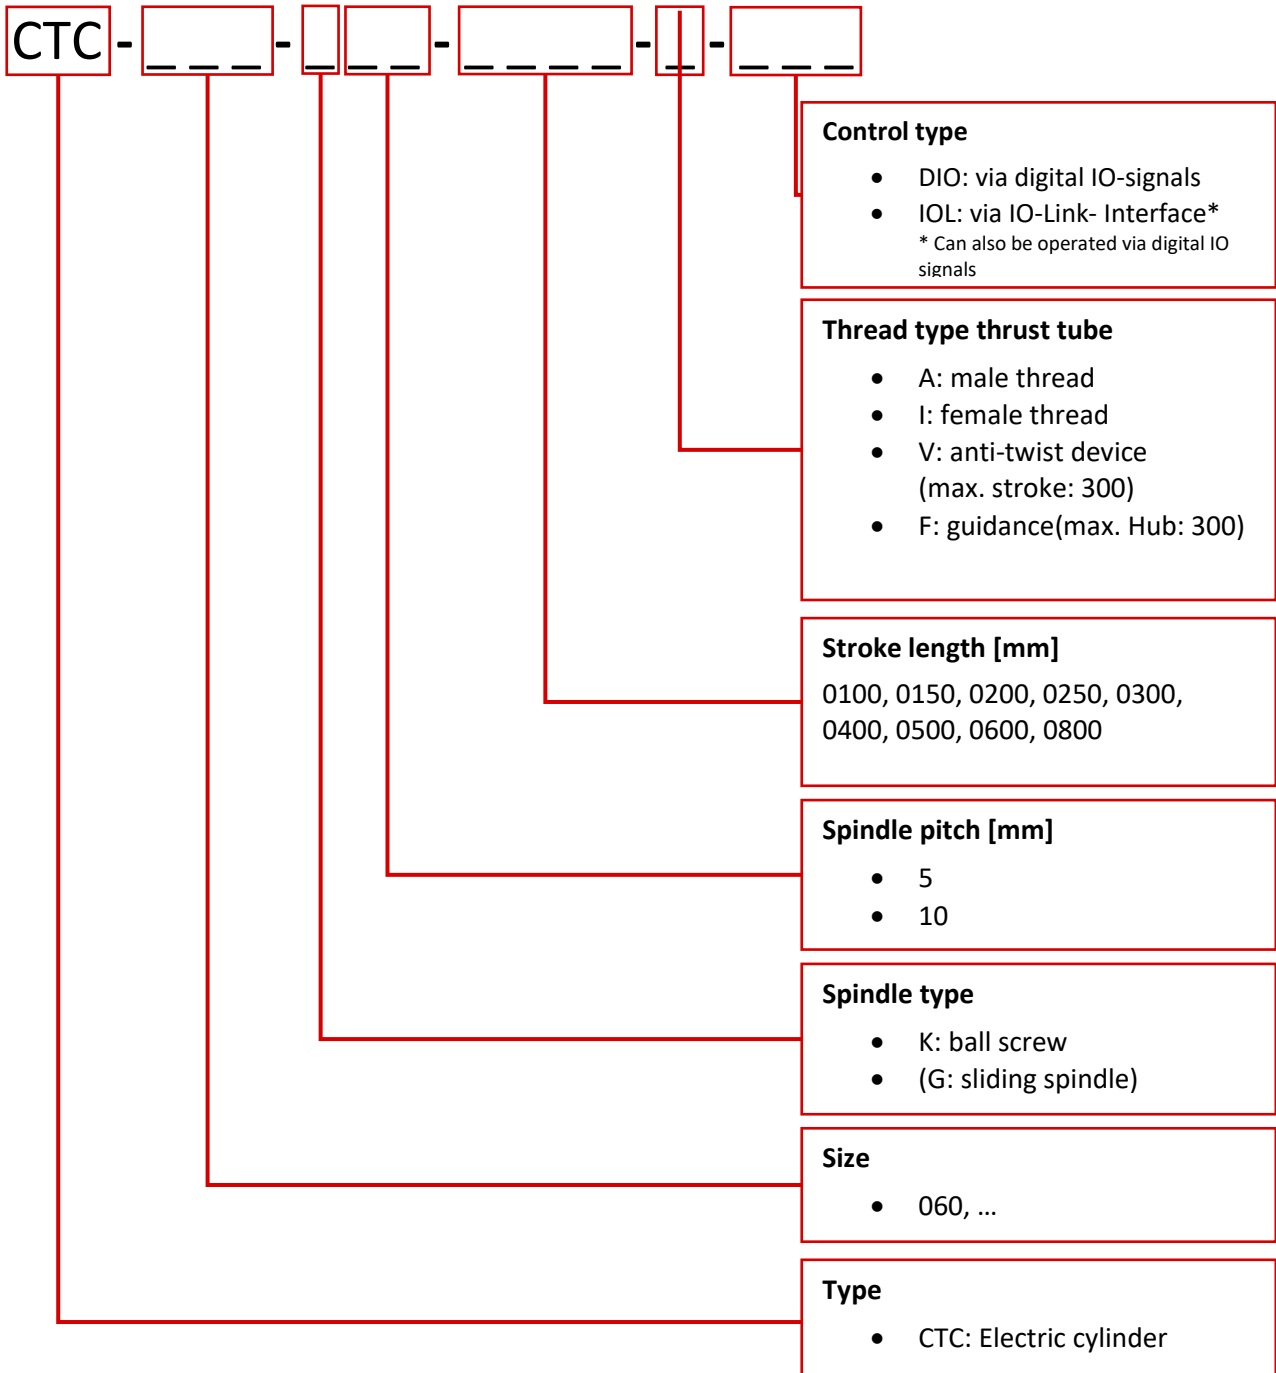 CTC - _ _ _ - _ _ _ - _ _ _ _ - _ - _ _ _
Control type
• DIO: via digital IO-signals
• IOL: via IO-Link- Interface*
* Can also be operated via digital IO
signals
Thread type thrust tube
• A: male thread
• I: female thread
• V: anti-twist device
(max. stroke: 300)
• F: guidance(max. Hub: 300)
Stroke length [mm]
0100, 0150, 0200, 0250, 0300,
0400, 0500, 0600, 0800
Spindle pitch [mm]
• 5
• 10
Spindle type
• K: ball screw
• (G: sliding spindle)
Size
• 060, …
Type
• CTC: Electric cylinder